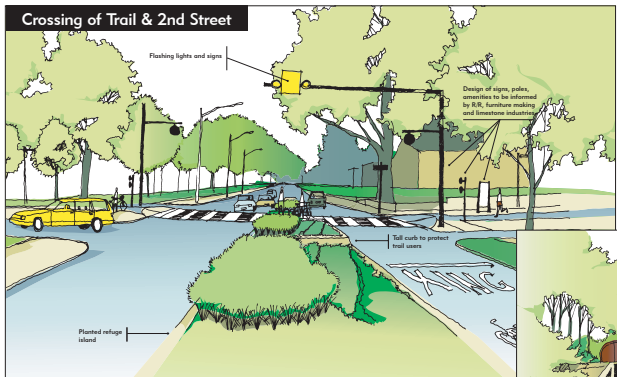 Crossing of Trail & 2nd Street
Flashing lights and signs
Design of signs, poles,
amenities to be informed
by R/R, furniture making
and limestone industries
Tall curb to protect
trail users
XING
Planted refuge
island